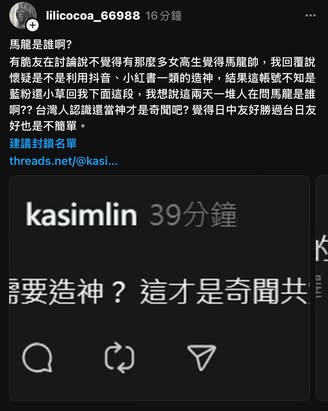 lilicocoa_66988 16分鐘
馬龍是誰啊?
有脆友在討論說不覺得有那麼多女高生覺得馬龍帥，我回覆說
懷疑是不是利用抖音、小紅書一類的造神，結果這帳號不知是
藍粉還小草回我下面這段，我想說這兩天一堆人在問馬龍是誰
啊?? 台灣人認識還當神才是奇聞吧? 覺得日中友好勝過台日友
好也是不簡單。
建議封鎖名單
threads.net/@kasi...
kasimlin 39分鐘
需要造神？ 這才是奇聞共
的